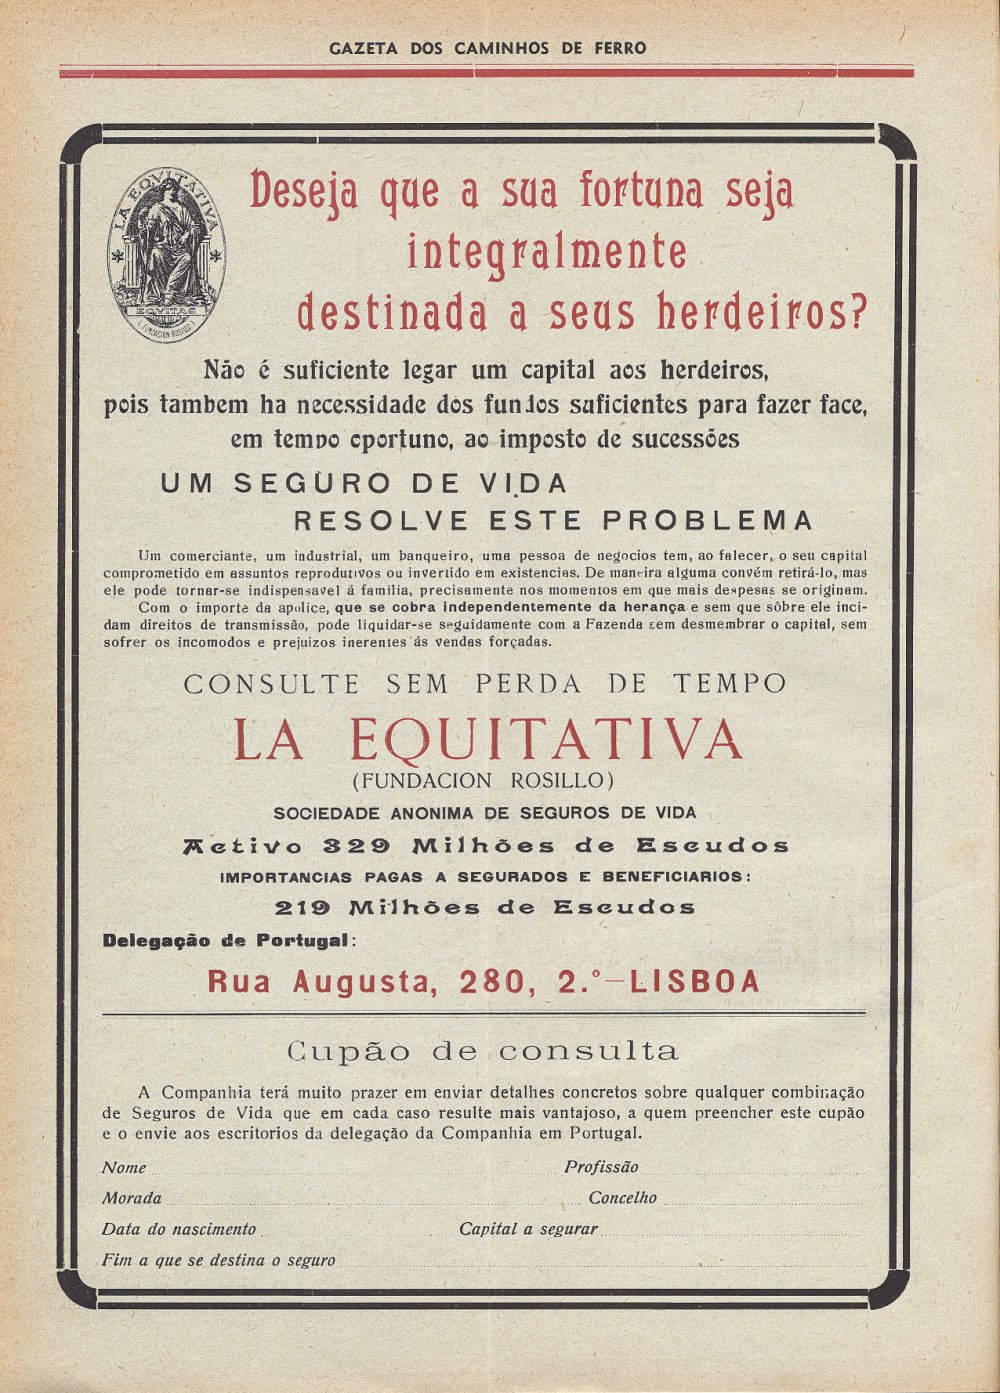 GAZETA DOS CAMINHOS DE FERRO
LA EQVITATIVA
EQVITAS
(FUNDACION ROSILLO)
Deseja que a sua fortuna seja
integralmente
destinada a seus herdeiros?
Não é suficiente legar um capital aos herdeiros,
pois tambem ha necessidade dos fundos suficientes para fazer face,
em tempo oportuno, ao imposto de sucessões
UM SEGURO DE VIDA
RESOLVE ESTE PROBLEMA
Um comerciante, um industrial, um banqueiro, uma pessoa de negocios tem, ao falecer, o seu capital
comprometido em assuntos reprodutivos ou invertido em existencias. De maneira alguma convém retirá-lo, mas
ele pode tornar-se indispensavel á familia, precisamente nos momentos em que mais despesas se originam.
Com o importe da apolice, que se cobra independentemente da herança e sem que sôbre ele inci-
dam direitos de transmissão, pode liquidar-se seguidamente com a Fazenda sem desmembrar o capital, sem
sofrer os incomodos e prejuizos inerentes ás vendas forçadas.
CONSULTE SEM PERDA DE TEMPO
LA EQUITATIVA
(FUNDACION ROSILLO)
SOCIEDADE ANONIMA DE SEGUROS DE VIDA
Activo 329 Milhões de Escudos
IMPORTANCIAS PAGAS A SEGURADOS E BENEFICIARIOS:
219 Milhões de Escudos
Delegação de Portugal:
Rua Augusta, 280, 2.º—LISBOA
Cupão de consulta
A Companhia terá muito prazer em enviar detalhes concretos sobre qualquer combinação
de Seguros de Vida que em cada caso resulte mais vantajoso, a quem preencher este cupão
e o envie aos escritorios da delegação da Companhia em Portugal.
Nome Profissão
Morada Concelho
Data do nascimento Capital a segurar
Fim a que se destina o seguro